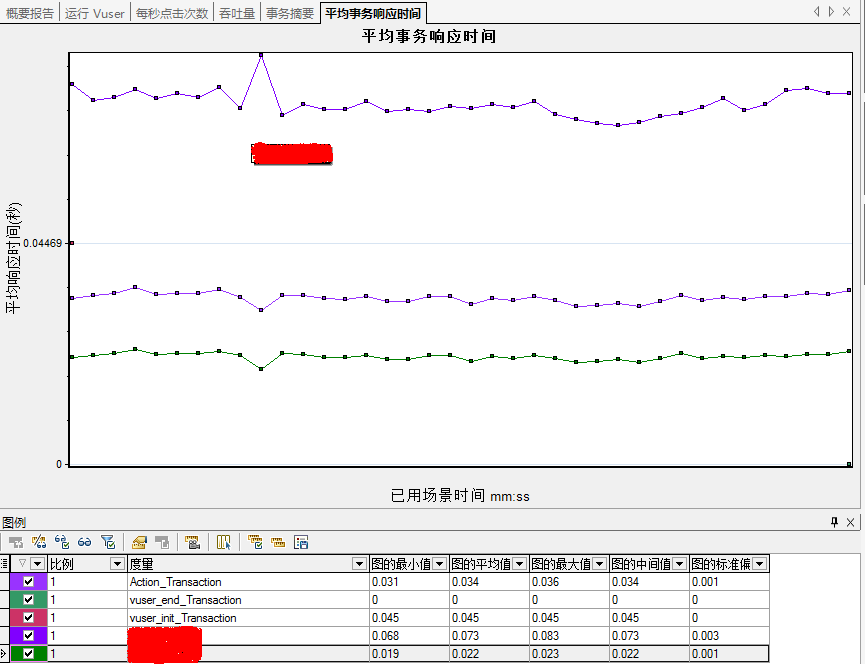 概要报告 运行 Vuser 每秒点击次数 吞吐量 事务摘要 平均事务响应时间
平均事务响应时间
平均响应时间(秒)
0.04469
0
已用场景时间 mm:ss
图例
比例 度量 图的最小值 图的平均值 图的最大值 图的中间值 图的标准偏
1 Action_Transaction 0.031 0.034 0.036 0.034 0.001
1 vuser_end_Transaction 0 0 0 0 0
1 vuser_init_Transaction 0.045 0.045 0.045 0.045 0
1 0.068 0.073 0.083 0.073 0.003
1 0.019 0.022 0.023 0.022 0.001